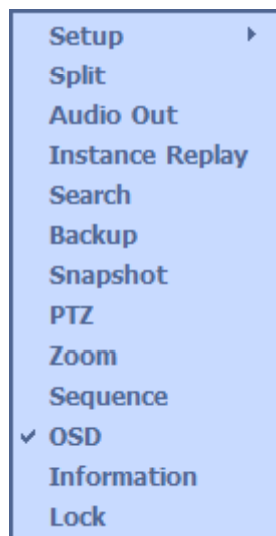 Setup
Split
Audio Out
Instance Replay
Search
Backup
Snapshot
PTZ
Zoom
Sequence
OSD
Information
Lock